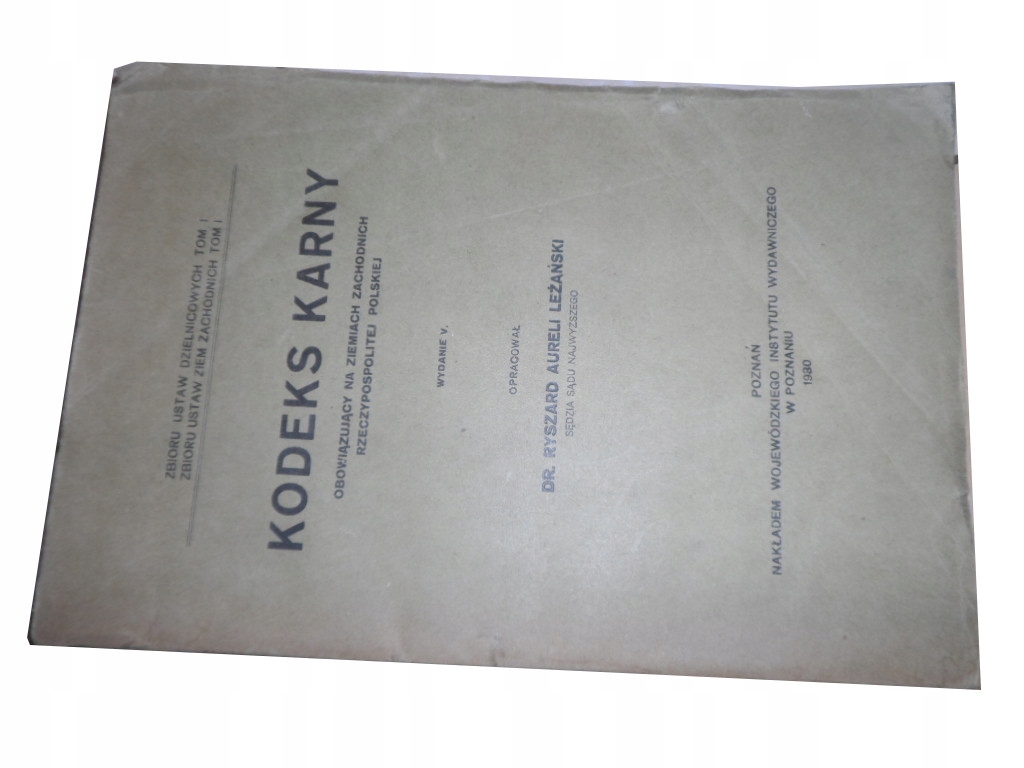 ZBIORU USTAW DZIELNICOWYCH TOM I
ZBIORU USTAW ZIEM ZACHODNICH TOM I
KODEKS KARNY
OBOWIĄZUJĄCY NA ZIEMIACH ZACHODNICH
RZECZYPOSPOLITEJ POLSKIEJ
WYDANIE V.
OPRACOWAŁ
DR. RYSZARD AURELI LEŻAŃSKI
SĘDZIA SĄDU NAJWYŻSZEGO
POZNAŃ
NAKŁADEM WOJEWÓDZKIEGO INSTYTUTU WYDAWNICZEGO
W POZNANIU
1930